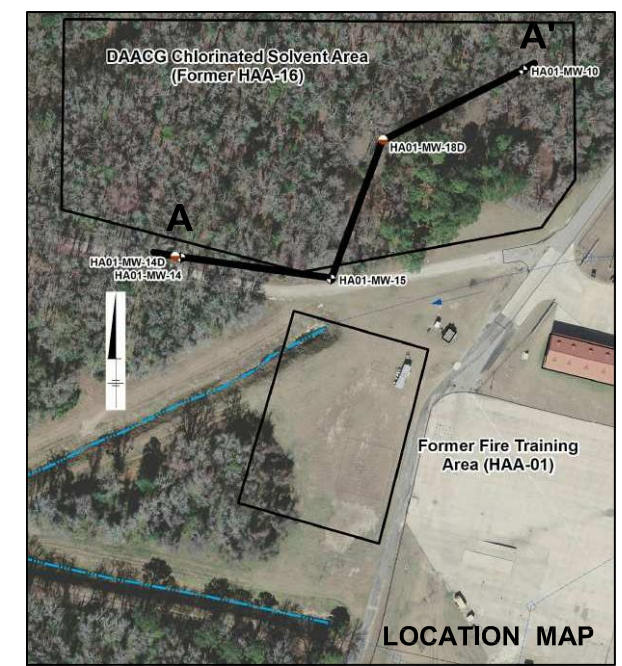 A'
DAACG Chlorinated Solvent Area
(Former HAA-16)
HA01-MW-10
HA01-MW-18D
A
HA01-MW-14D
HA01-MW-14
HA01-MW-15
Former Fire Training
Area (HAA-01)
LOCATION MAP